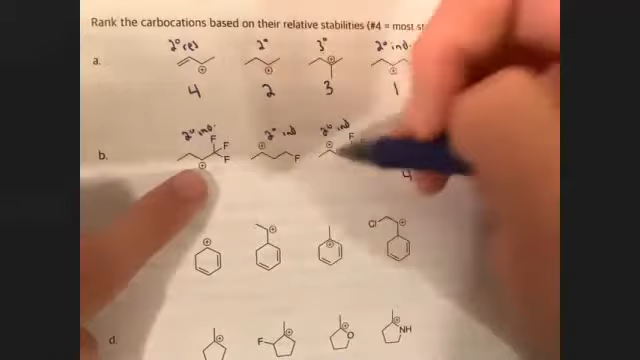 Rank the carbocations based on their relative stabilities (#4 = most st
a.
2° res
2°
3°
2° ind.
4
2
3
1
b.
2° ind.
2° ind
2° ind
F
F
F
F
F
4
Cl
d.
F
O
NH